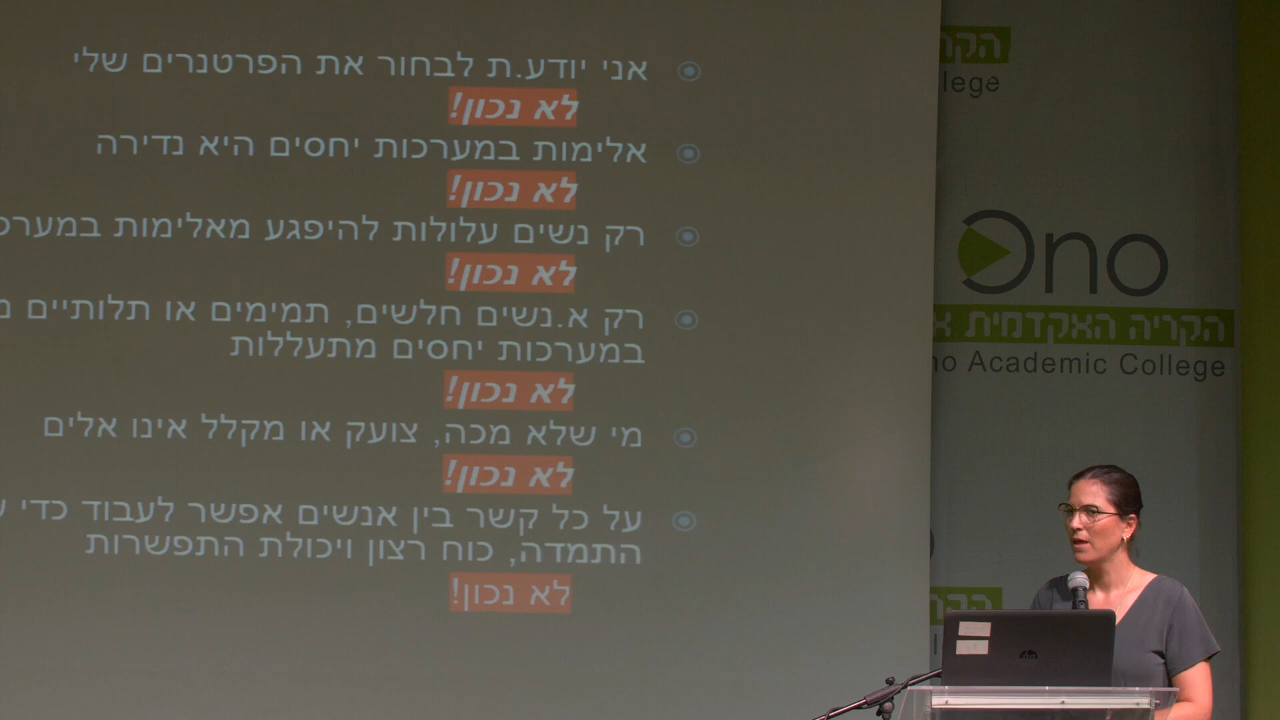 אני יודע.ת לבחור את הפרטנרים שלי
לא נכון!
אלימות במערכות יחסים היא נדירה
לא נכון!
רק נשים עלולות להיפגע מאלימות
לא נכון!
רק א.נשים חלשים, תמימים או תלותיים
במערכות יחסים מתעללות
לא נכון!
מי שלא מכה, צועק או מקלל אינו אלים
לא נכון!
על כל קשר בין אנשים אפשר לעבוד כדי
התמדה, כוח רצון ויכולת התפשרות
לא נכון!
Ono
הקריה האקדמית
Academic College
hp